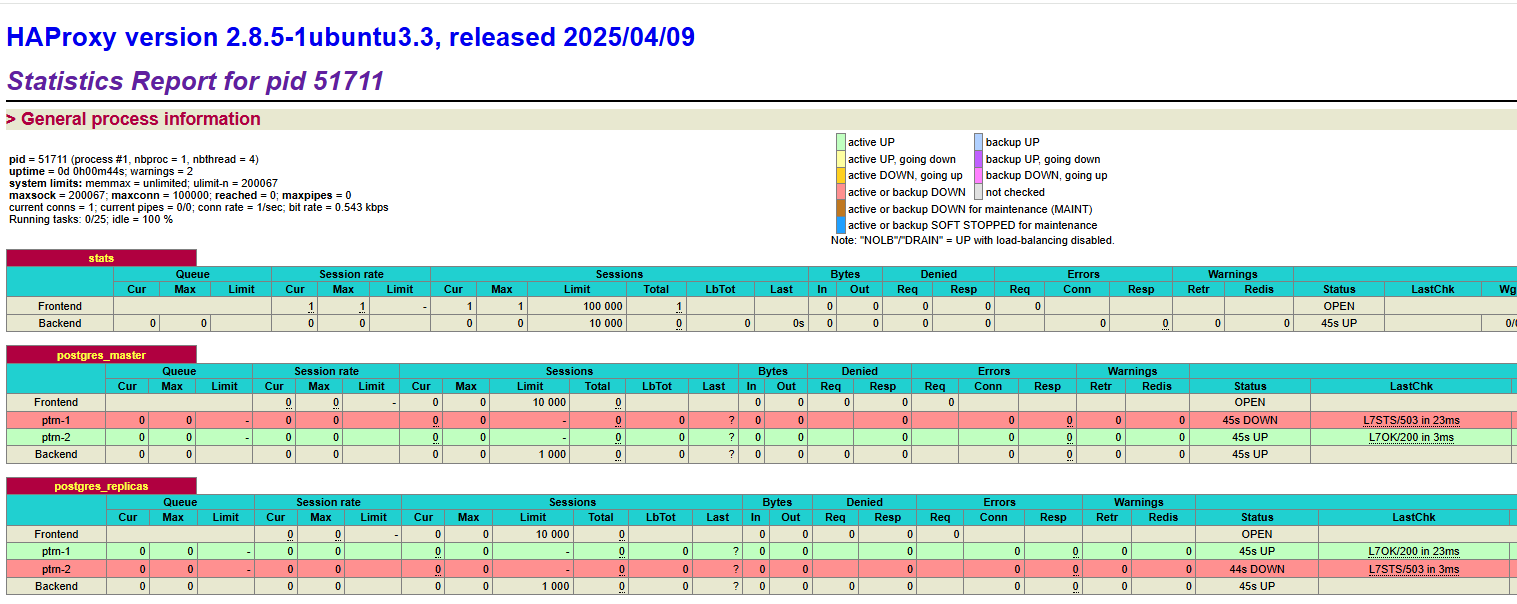 HAProxy version 2.8.5-1ubuntu3.3, released 2025/04/09
Statistics Report for pid 51711
> General process information
pid = 51711 (process #1, nbproc = 1, nbthread = 4)
uptime = 0d 0h00m44s; warnings = 2
system limits: memmax = unlimited; ulimit-n = 200067
maxsock = 200067; maxconn = 100000; reached = 0; maxpipes = 0
current conns = 1; current pipes = 0/0; conn rate = 1/sec; bit rate = 0.543 kbps
Running tasks: 0/25; idle = 100 %
active UP backup UP
active UP, going down backup UP, going down
active DOWN, going up backup DOWN, going up
active or backup DOWN not checked
active or backup DOWN for maintenance (MAINT)
active or backup SOFT STOPPED for maintenance
Note: "NOLB"/"DRAIN" = UP with load-balancing disabled.
stats
Queue Session rate Sessions Bytes Denied Errors Warnings
Cur Max Limit Cur Max Limit Cur Max Limit Total LbTot Last In Out Req Resp Req Conn Resp Retr Redis Status LastChk Wg
Frontend 1 1 - 1 1 100 000 1 0 0 0 0 0 OPEN
Backend 0 0 0 0 0 0 10 000 0 0 0s 0 0 0 0 0 0 0 0 45s UP 0/0
postgres_master
Queue Session rate Sessions Bytes Denied Errors Warnings
Cur Max Limit Cur Max Limit Cur Max Limit Total LbTot Last In Out Req Resp Req Conn Resp Retr Redis Status LastChk
Frontend 0 0 - 0 0 10 000 0 0 0 0 0 0 OPEN
ptrn-1 0 0 - 0 0 0 0 - 0 0 ? 0 0 0 0 0 0 0 45s DOWN L7STS/503 in 23ms
ptrn-2 0 0 - 0 0 0 0 - 0 0 ? 0 0 0 0 0 0 0 45s UP L7OK/200 in 3ms
Backend 0 0 0 0 0 0 1 000 0 0 ? 0 0 0 0 0 0 0 0 45s UP
postgres_replicas
Queue Session rate Sessions Bytes Denied Errors Warnings
Cur Max Limit Cur Max Limit Cur Max Limit Total LbTot Last In Out Req Resp Req Conn Resp Retr Redis Status LastChk
Frontend 0 0 - 0 0 10 000 0 0 0 0 0 0 OPEN
ptrn-1 0 0 - 0 0 0 0 - 0 0 ? 0 0 0 0 0 0 0 45s UP L7OK/200 in 23ms
ptrn-2 0 0 - 0 0 0 0 - 0 0 ? 0 0 0 0 0 0 0 44s DOWN L7STS/503 in 3ms
Backend 0 0 0 0 0 0 1 000 0 0 ? 0 0 0 0 0 0 0 0 45s UP